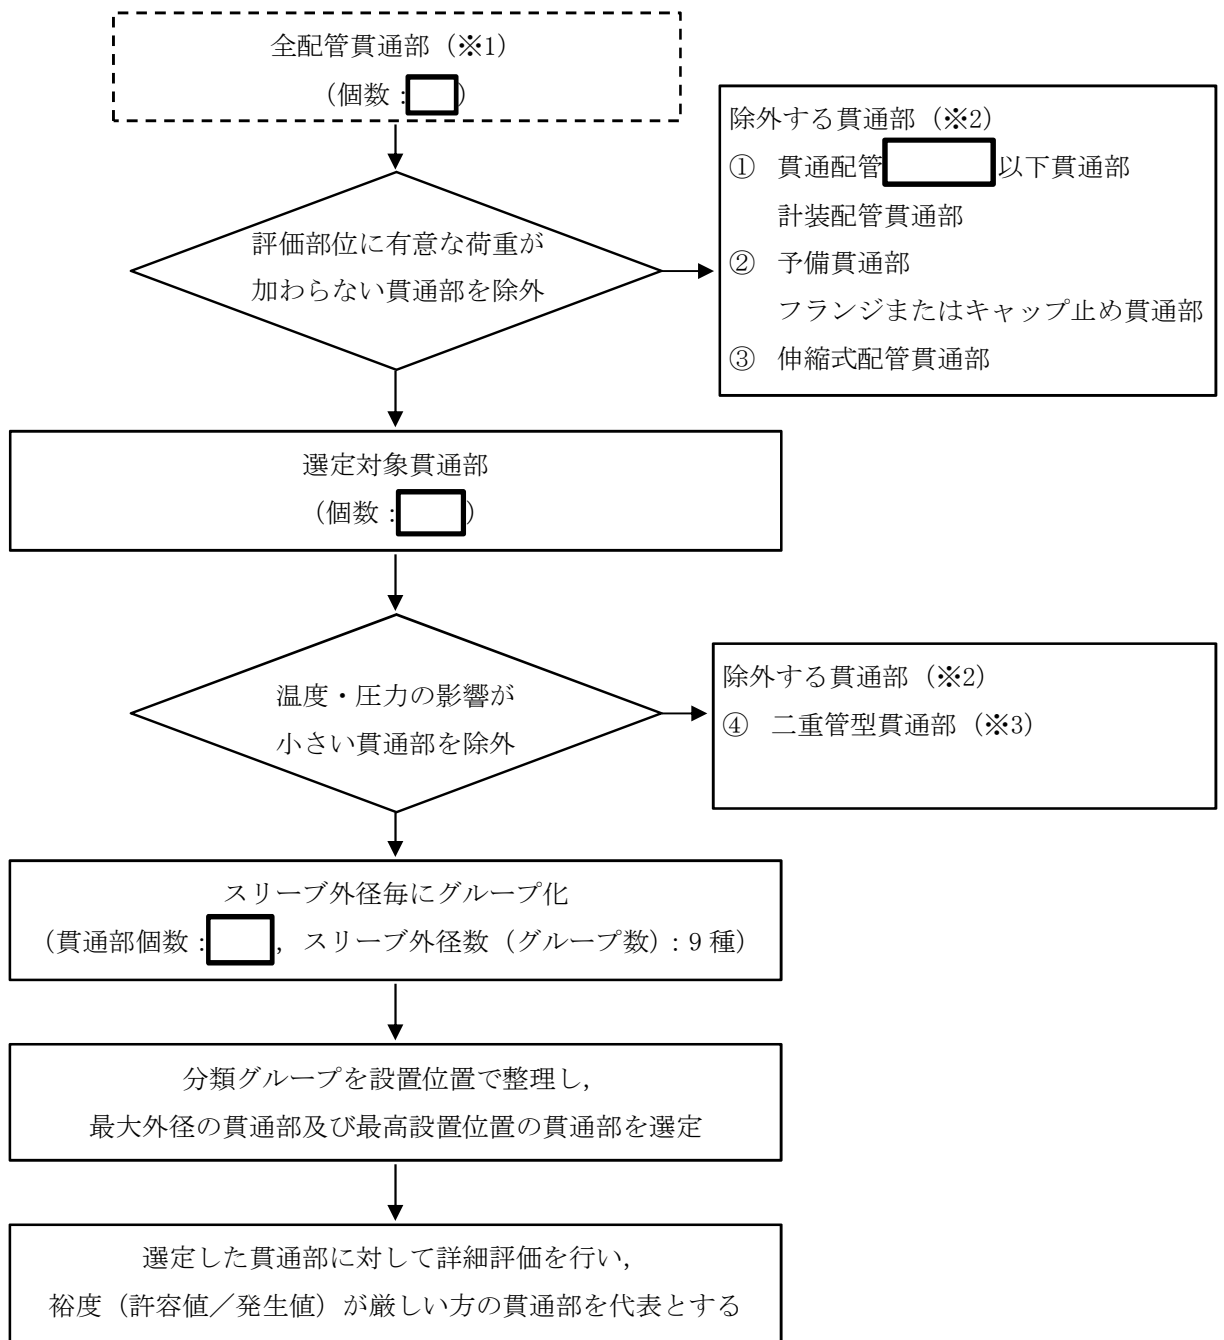 全配管貫通部（※1）
（個数：　）
除外する貫通部（※2）
① 貫通配管　以下貫通部
計装配管貫通部
② 予備貫通部
フランジまたはキャップ止め貫通部
③ 伸縮式配管貫通部
評価部位に有意な荷重が
加わらない貫通部を除外
選定対象貫通部
（個数：　）
温度・圧力の影響が
小さい貫通部を除外
除外する貫通部（※2）
④ 二重管型貫通部（※3）
スリーブ外径毎にグループ化
（貫通部個数：　，スリーブ外径数（グループ数）：9 種）
分類グループを設置位置で整理し，
最大外径の貫通部及び最高設置位置の貫通部を選定
選定した貫通部に対して詳細評価を行い，
裕度（許容値／発生値）が厳しい方の貫通部を代表とする